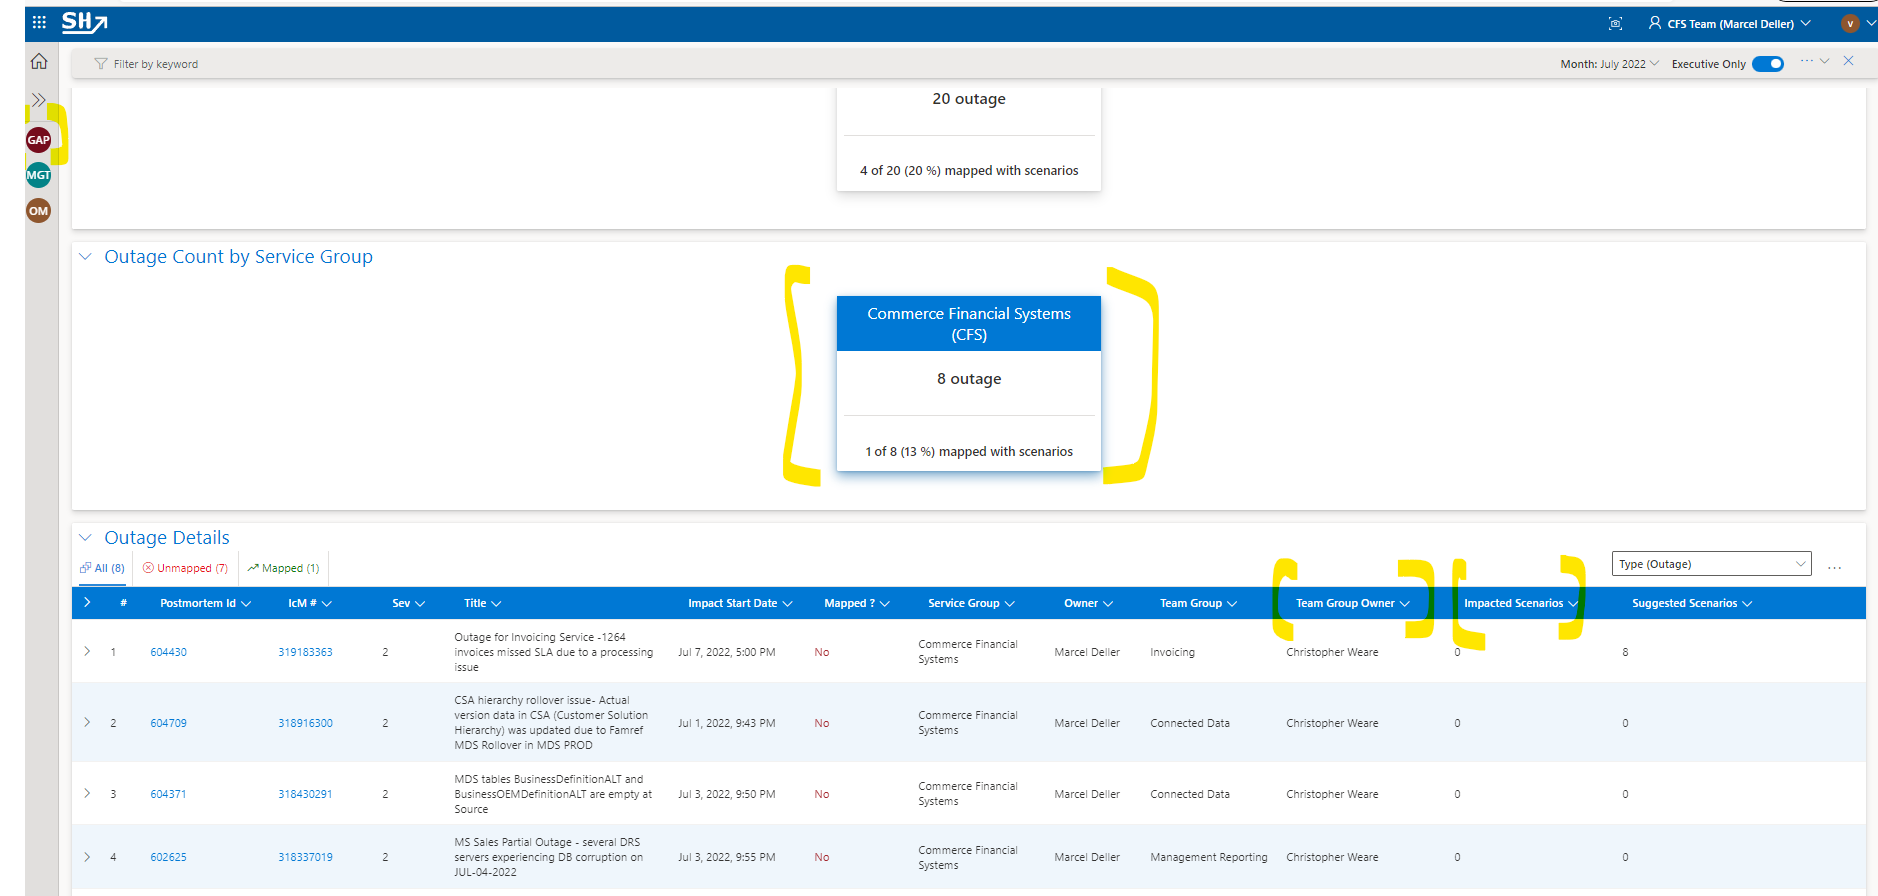 SH
CFS Team (Marcel Deller)
v
Filter by keyword
Month: July 2022
Executive Only
GAP
MGT
OM
20 outage
4 of 20 (20 %) mapped with scenarios
Outage Count by Service Group
Commerce Financial Systems
(CFS)
8 outage
1 of 8 (13 %) mapped with scenarios
Outage Details
All (8) Unmapped (7) Mapped (1)
Type (Outage)
# Postmortem Id IcM # Sev Title Impact Start Date Mapped ? Service Group Owner Team Group Team Group Owner Impacted Scenarios Suggested Scenarios
1 604430 319183363 2 Outage for Invoicing Service -1264
invoices missed SLA due to a processing
issue
Jul 7, 2022, 5:00 PM No Commerce Financial
Systems
Marcel Deller Invoicing Christopher Weare 0 8
2 604709 318916300 2 CSA hierarchy rollover issue- Actual
version data in CSA (Customer Solution
Hierarchy) was updated due to Famref
MDS Rollover in MDS PROD
Jul 1, 2022, 9:43 PM No Commerce Financial
Systems
Marcel Deller Connected Data Christopher Weare 0 0
3 604371 318430291 2 MDS tables BusinessDefinitionALT and
BusinessOEMDefinitionALT are empty at
Source
Jul 3, 2022, 9:50 PM No Commerce Financial
Systems
Marcel Deller Connected Data Christopher Weare 0 0
4 602625 318337019 2 MS Sales Partial Outage - several DRS
servers experiencing DB corruption on
JUL-04-2022
Jul 3, 2022, 9:55 PM No Commerce Financial
Systems
Marcel Deller Management Reporting Christopher Weare 0 0